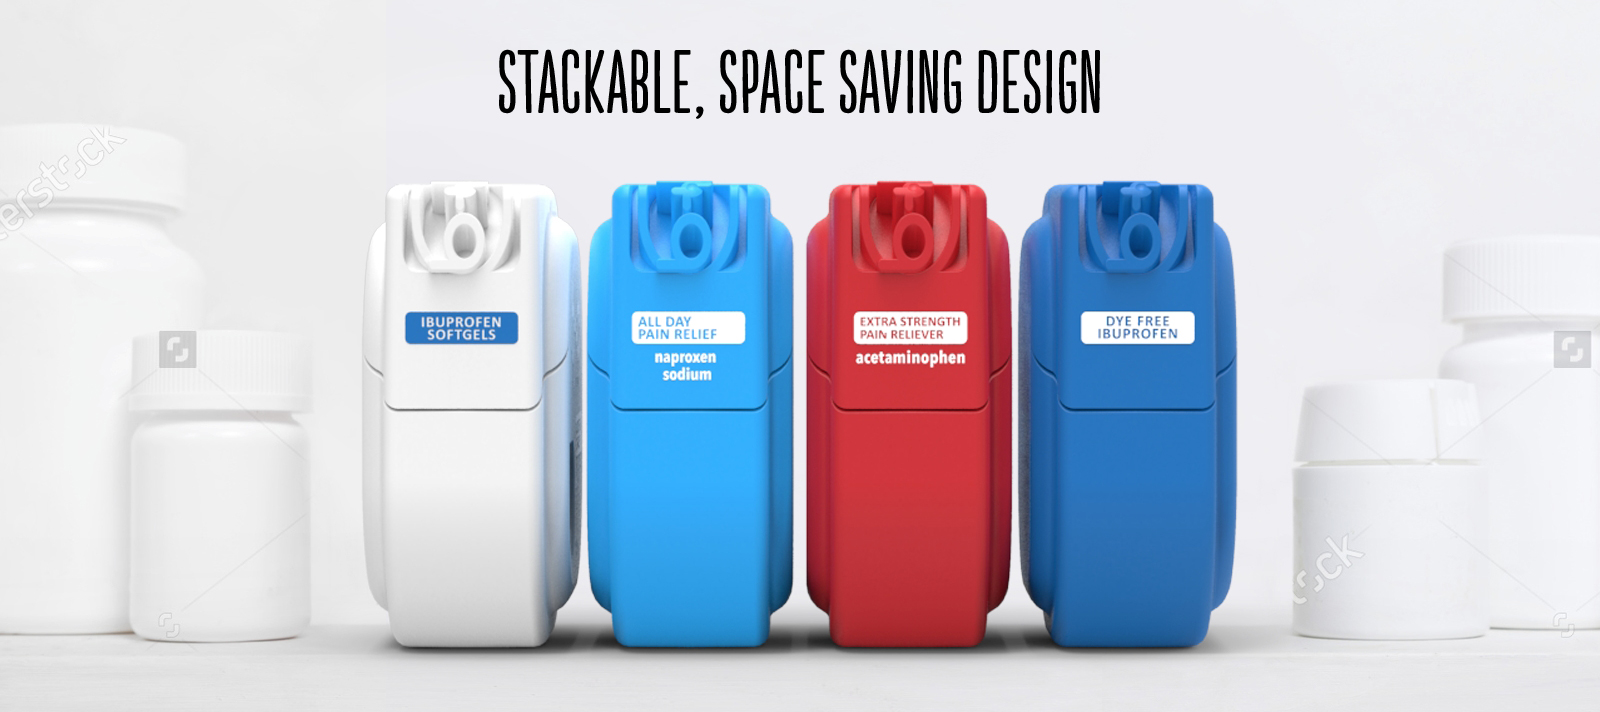 STACKABLE, SPACE SAVING DESIGN
IBUPROFEN
SOFTGELS
ALL DAY
PAIN RELIEF
naproxen
sodium
EXTRA STRENGTH
PAIN RELIEVER
acetaminophen
DYE FREE
IBUPROFEN